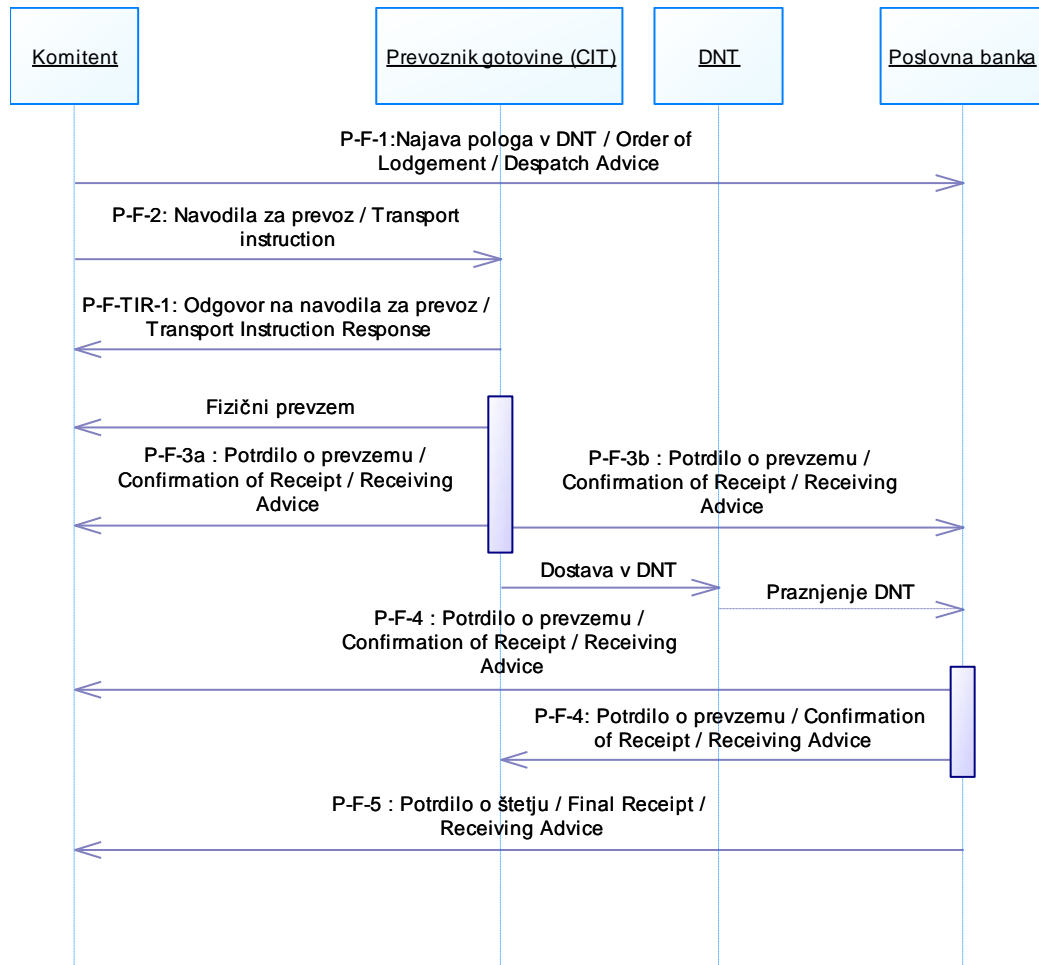 Komitent
Prevoznik gotovine (CIT)
DNT
Poslovna banka
P-F-1:Najava pologa v DNT / Order of
Lodgement / Despatch Advice
P-F-2: Navodila za prevoz / Transport
instruction
P-F-TIR-1: Odgovor na navodila za prevoz /
Transport Instruction Response
Fizični prevzem
P-F-3a : Potrdilo o prevzemu /
Confirmation of Receipt / Receiving
Advice
P-F-3b : Potrdilo o prevzemu /
Confirmation of Receipt / Receiving
Advice
Dostava v DNT
Praznjenje DNT
P-F-4 : Potrdilo o prevzemu /
Confirmation of Receipt / Receiving
Advice
P-F-4: Potrdilo o prevzemu / Confirmation
of Receipt / Receiving Advice
P-F-5 : Potrdilo o štetju / Final Receipt /
Receiving Advice